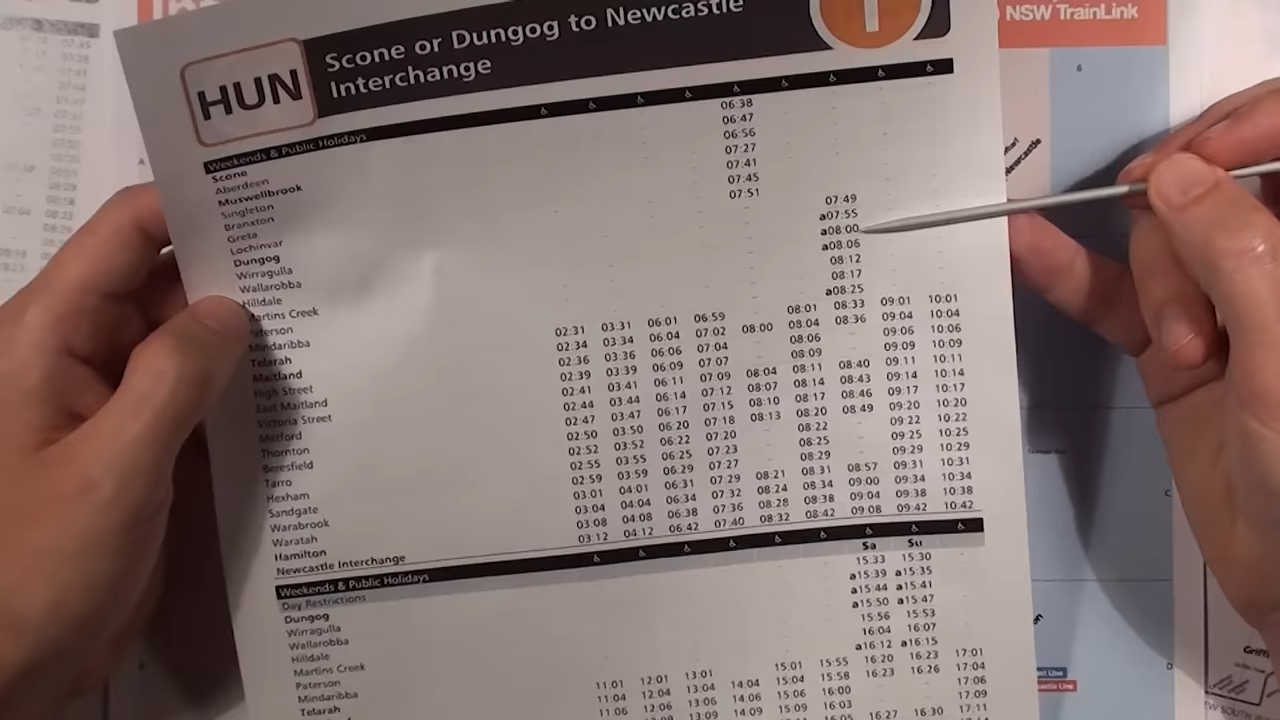 NSW TrainLink
HUN
Scone or Dungog to Newcastle
Interchange
Weekends & Public Holidays
Scone 06:38
Aberdeen 06:47
Muswellbrook 06:56
Singleton 07:27
Branxton 07:41
Greta 07:45
Lochinvar 07:51
Dungog 07:49
Wirragulla a07:55
Wallarobba a08:00
Hilldale a08:06
Martins Creek 08:12
Paterson 08:17
Mindaribba a08:25
Telarah 02:31 03:31 06:01 06:59 08:01 08:33 09:01 10:01
Maitland 02:34 03:34 06:04 07:02 08:00 08:04 08:36 09:04 10:04
High Street 02:36 03:36 06:06 07:04 08:06 09:06 10:06
East Maitland 02:39 03:39 06:09 07:07 08:09 09:09 10:09
Victoria Street 02:41 03:41 06:11 07:09 08:04 08:11 08:40 09:11 10:11
Metford 02:44 03:44 06:14 07:12 08:07 08:14 08:43 09:14 10:14
Thornton 02:47 03:47 06:17 07:15 08:10 08:17 08:46 09:17 10:17
Beresfield 02:50 03:50 06:20 07:18 08:13 08:20 08:49 09:20 10:20
Tarro 02:52 03:52 06:22 07:20 08:22 09:22 10:22
Hexham 02:55 03:55 06:25 07:23 08:25 09:25 10:25
Sandgate 02:59 03:59 06:29 07:27 08:29 09:29 10:29
Warabrook 03:01 04:01 06:31 07:29 08:21 08:31 08:57 09:31 10:31
Waratah 03:04 04:04 06:34 07:32 08:24 08:34 09:00 09:34 10:34
Hamilton 03:08 04:08 06:38 07:36 08:28 08:38 09:04 09:38 10:38
Newcastle Interchange 03:12 04:12 06:42 07:40 08:32 08:42 09:08 09:42 10:42
Weekends & Public Holidays
Day Restrictions Sa Su
Dungog 15:33 15:30
Wirragulla a15:39 a15:35
Wallarobba a15:44 a15:41
Hilldale a15:50 a15:47
Martins Creek 15:56 15:53
Paterson 16:04 16:07
Mindaribba a16:12 a16:15
Telarah 11:01 12:01 13:01 15:01 15:55 16:20 16:23 17:01
11:04 12:04 13:04 14:04 15:04 15:58 16:23 16:26 17:04
11:06 12:06 13:06 14:06 15:06 16:00 17:06
13:09 14:09 15:09 16:03 17:09
16:05 16:27 16:30 17:11